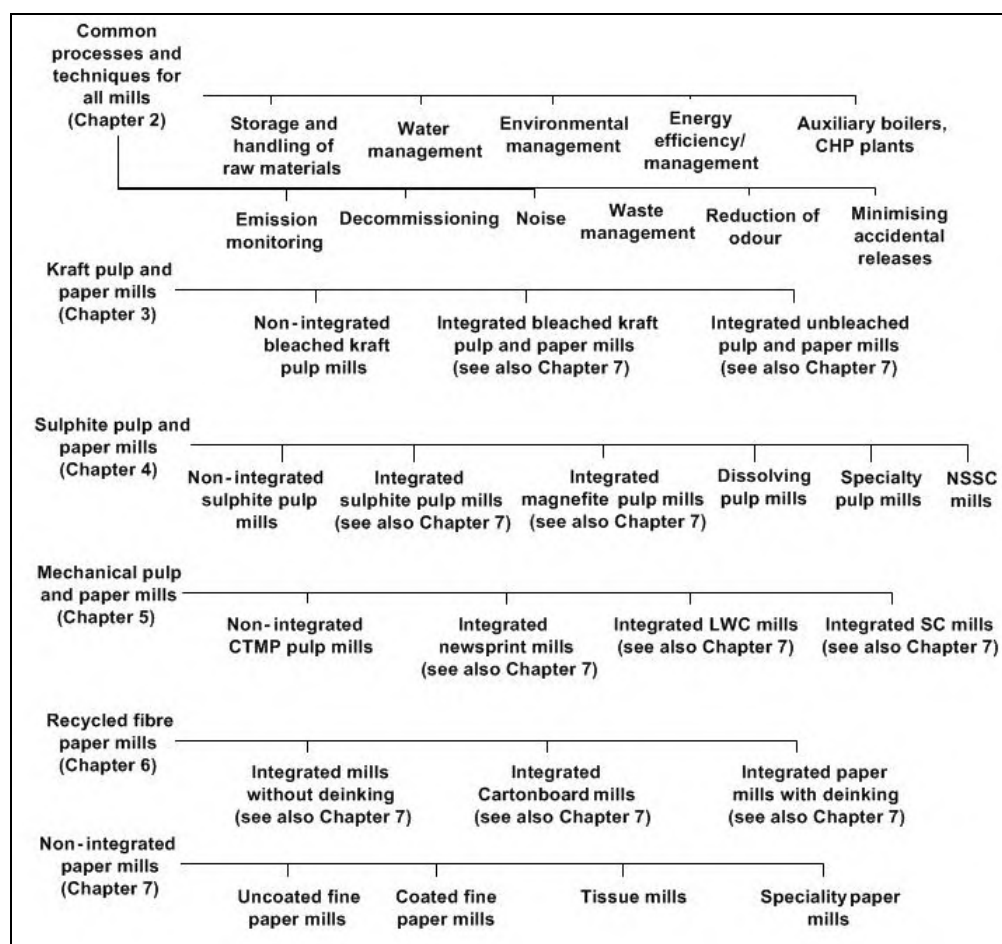 Common
processes and
techniques for
all mills
(Chapter 2)
Storage and
handling of
raw materials
Water
management
Environmental
management
Energy
efficiency/
management
Auxiliary boilers,
CHP plants
Emission
monitoring
Decommissioning
Noise
Waste
management
Reduction of
odour
Minimising
accidental
releases
Kraft pulp and
paper mills
(Chapter 3)
Non-integrated
bleached kraft
pulp mills
Integrated bleached kraft
pulp and paper mills
(see also Chapter 7)
Integrated unbleached
pulp and paper mills
(see also Chapter 7)
Sulphite pulp and
paper mills
(Chapter 4)
Non-integrated
sulphite pulp
mills
Integrated
sulphite pulp mills
(see also Chapter 7)
Integrated
magnefite pulp mills
(see also Chapter 7)
Dissolving
pulp mills
Specialty
pulp mills
NSSC
mills
Mechanical pulp
and paper mills
(Chapter 5)
Non-integrated
CTMP pulp mills
Integrated
newsprint mills
(see also Chapter 7)
Integrated LWC mills
(see also Chapter 7)
Integrated SC mills
(see also Chapter 7)
Recycled fibre
paper mills
(Chapter 6)
Integrated mills
without deinking
(see also Chapter 7)
Integrated
Cartonboard mills
(see also Chapter 7)
Integrated paper
mills with deinking
(see also Chapter 7)
Non-integrated
paper mills
(Chapter 7)
Uncoated fine
paper mills
Coated fine
paper mills
Tissue mills
Speciality paper
mills